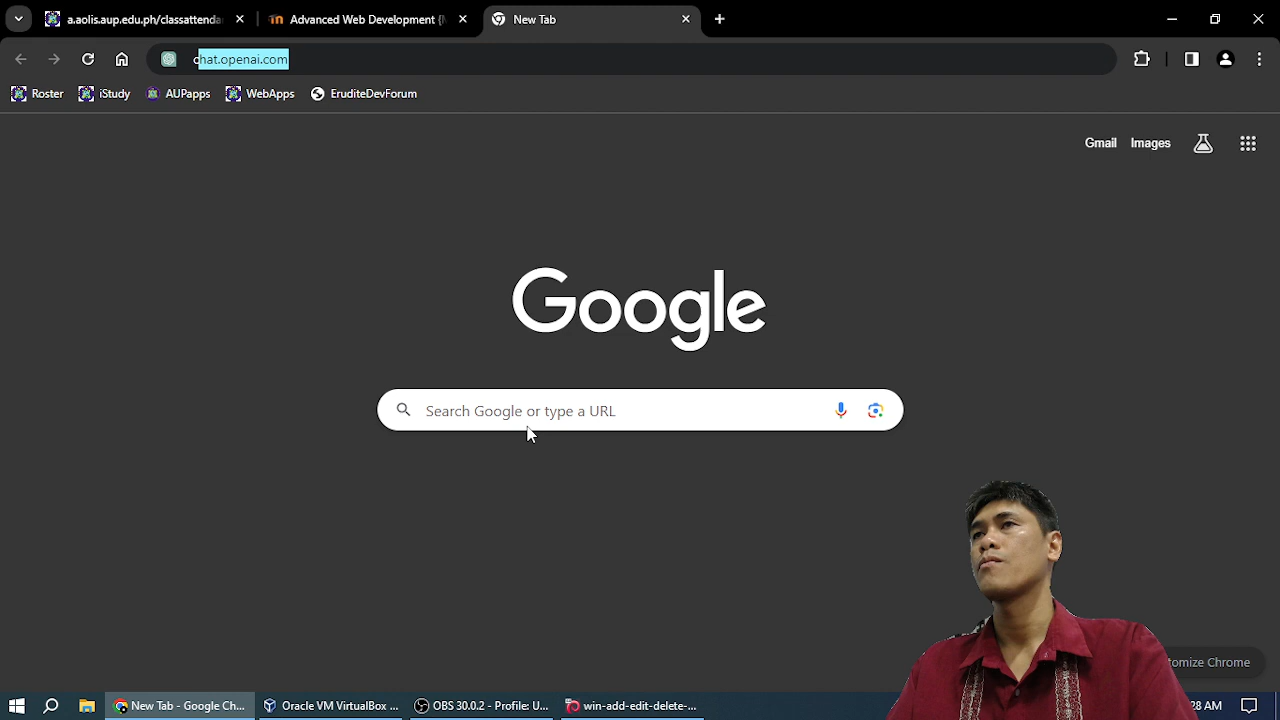 a.aolis.aup.edu.ph/classattenda
Advanced Web Development (
New Tab
chat.openai.com
Roster
iStudy
AUPapps
WebApps
EruditeDevForum
Gmail
Images
Google
Search Google or type a URL
tomize Chrome
New Tab - Google Ch...
Oracle VM VirtualBox ...
OBS 30.0.2 - Profile: U...
win-add-edit-delete-...
28 AM